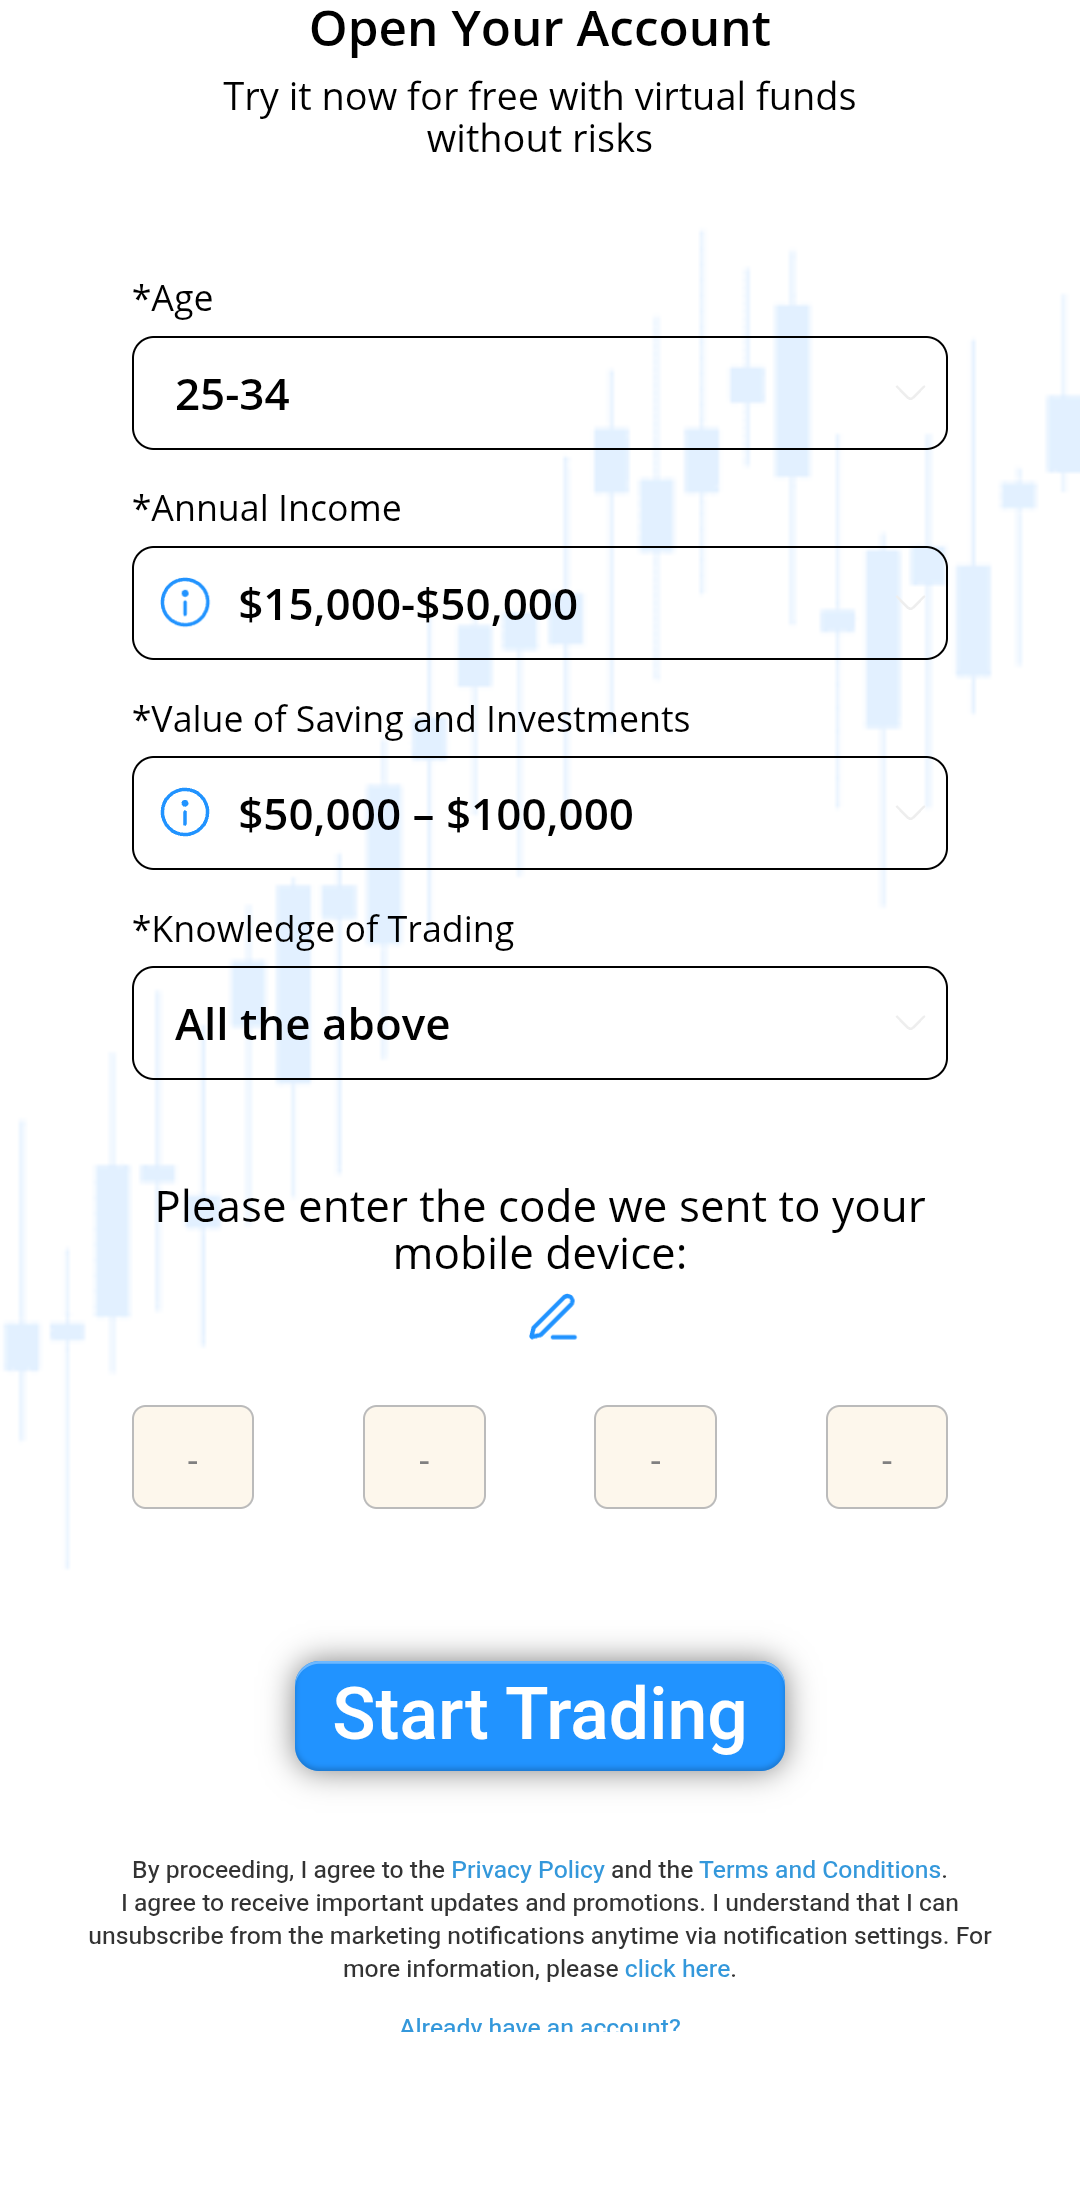 Open Your Account
Try it now for free with virtual funds
without risks
*Age
25-34
*Annual Income
$15,000-$50,000
*Value of Saving and Investments
$50,000 – $100,000
*Knowledge of Trading
All the above
Please enter the code we sent to your
mobile device:
- - - -
Start Trading
By proceeding, I agree to the Privacy Policy and the Terms and Conditions.
I agree to receive important updates and promotions. I understand that I can
unsubscribe from the marketing notifications anytime via notification settings. For
more information, please click here.
Already have an account?